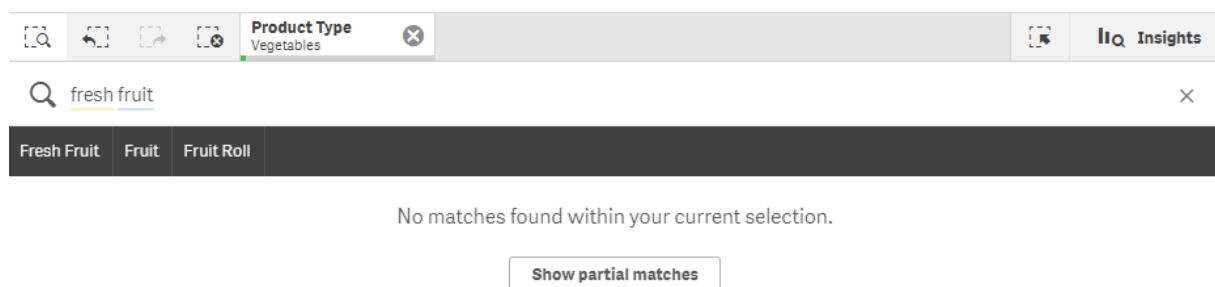 Product Type
Vegetables
Insights
fresh fruit
Fresh Fruit Fruit Fruit Roll
No matches found within your current selection.
Show partial matches